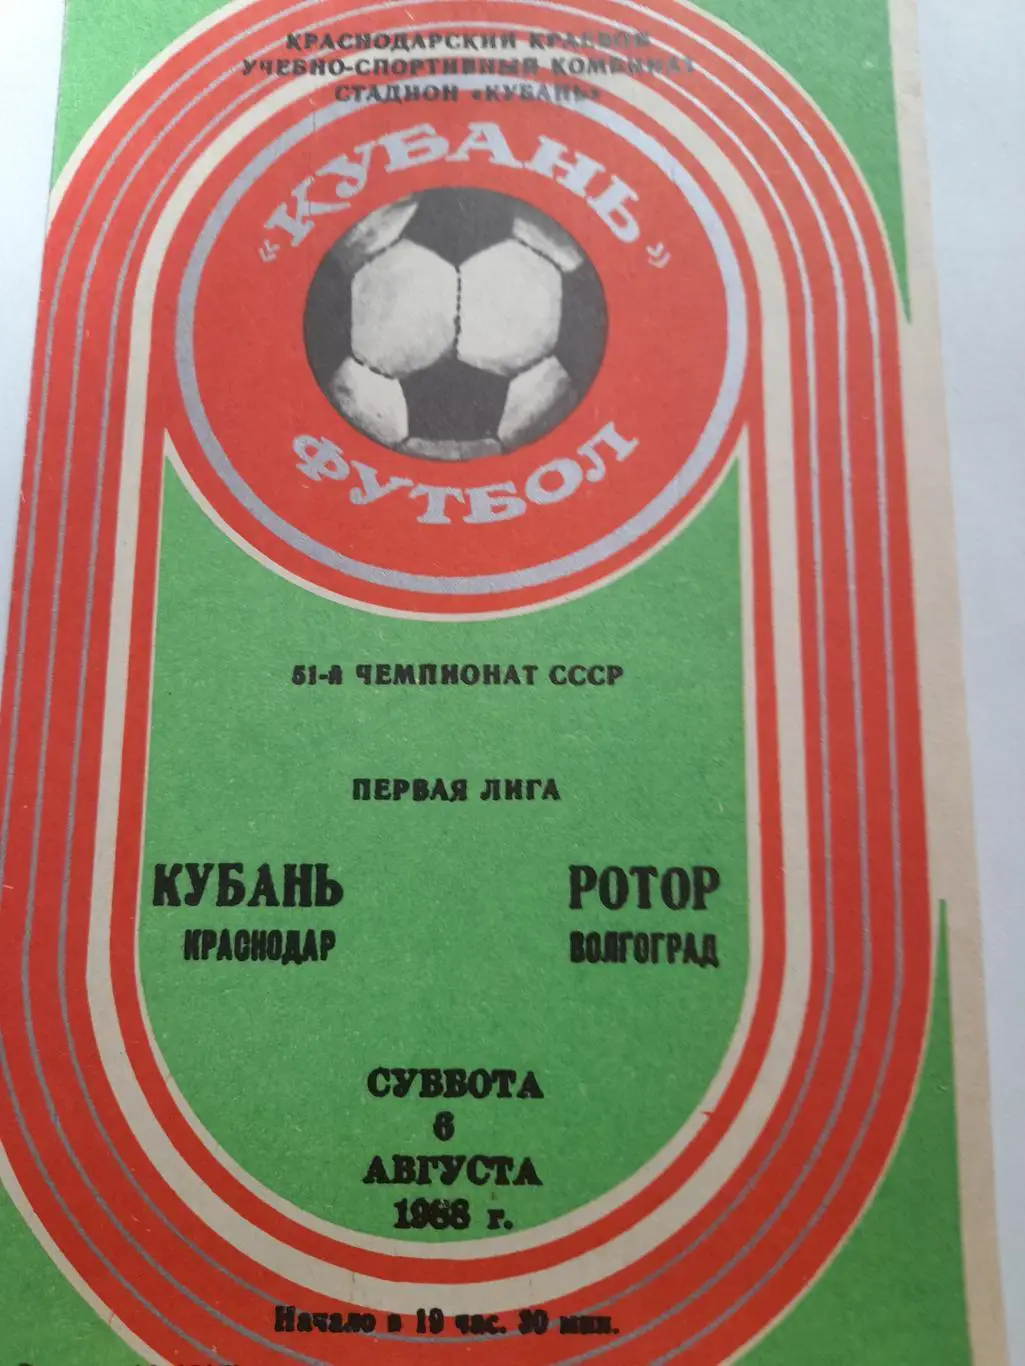 КРАСНОДАРСКИЙ КРАЕВОЙ
УЧЕБНО-СПОРТИВНЫЙ КОМБИНАТ
СТАДИОН «КУБАНЬ»
«КУБАНЬ»
ФУТБОЛ
51-й ЧЕМПИОНАТ СССР
ПЕРВАЯ ЛИГА
КУБАНЬ РОТОР
КРАСНОДАР ВОЛГОГРАД
СУББОТА
6
АВГУСТА
1988 г.
Начало в 19 час. 30 мин.